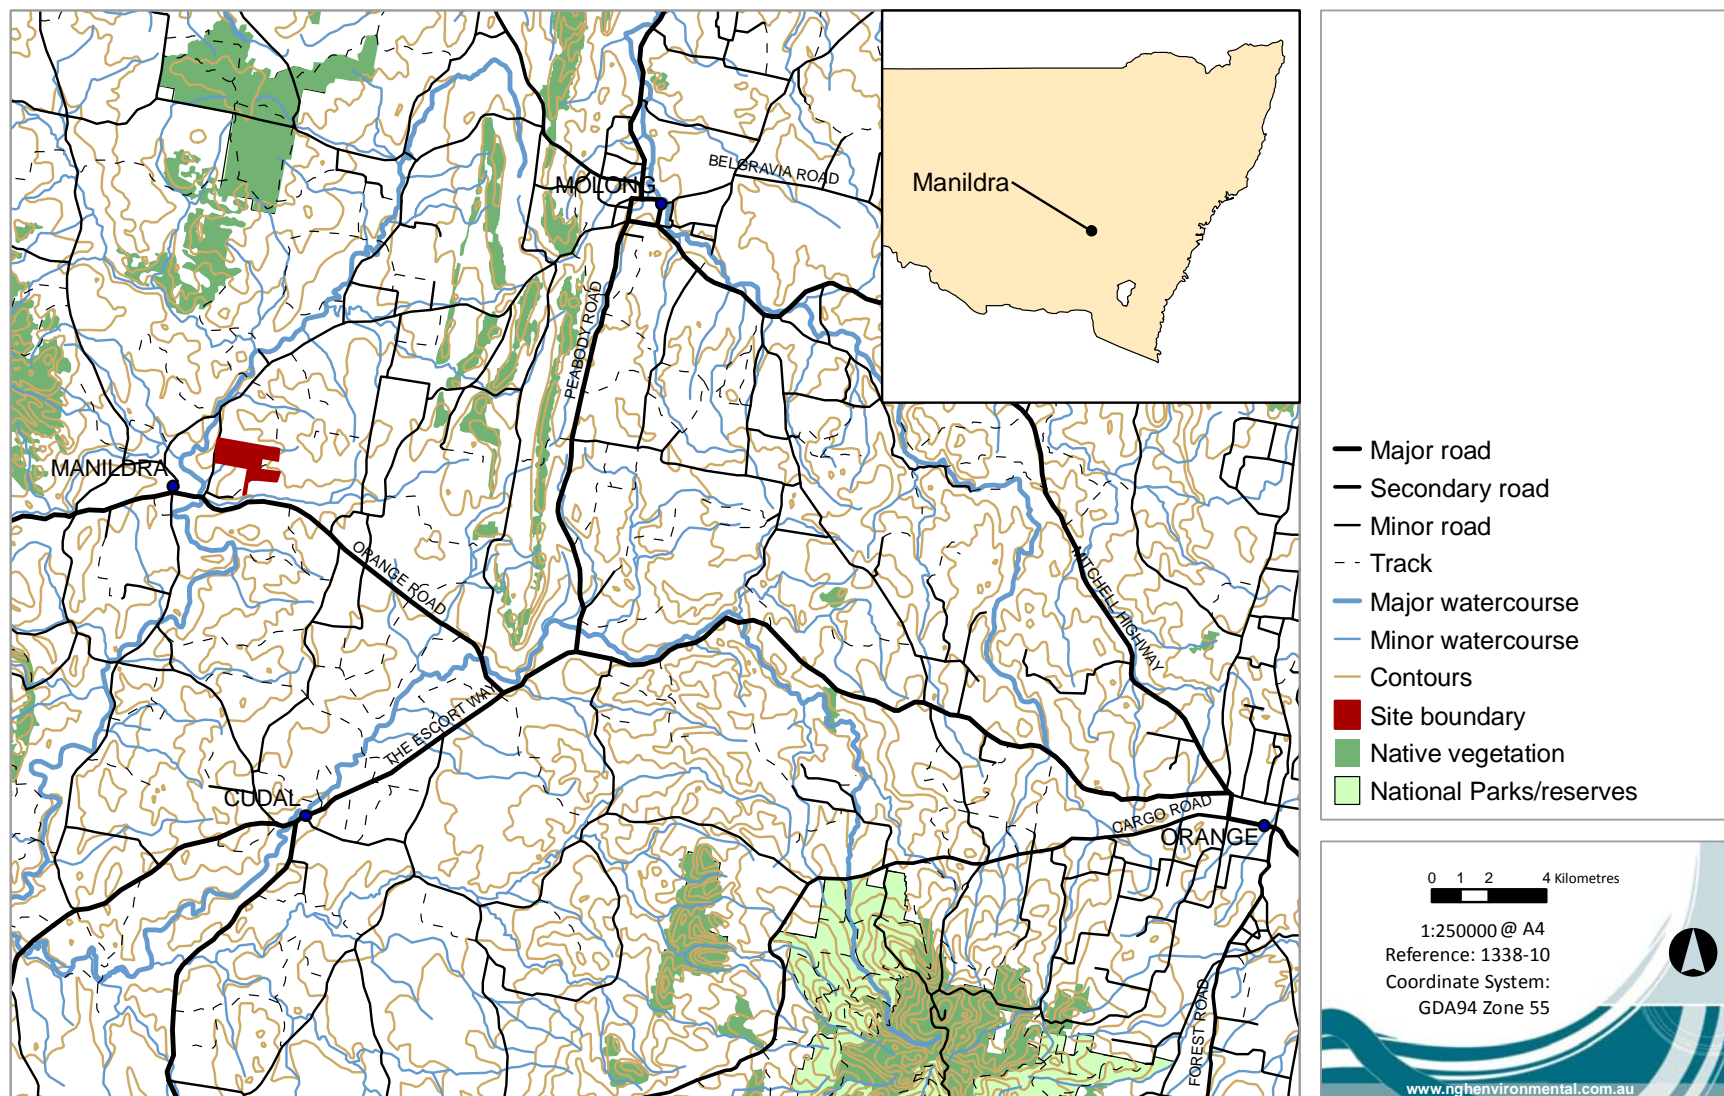 BELGRAVIA ROAD
MOLONG
Manildra
PEABODY ROAD
MANILDRA
ORANGE ROAD
MITCHELL HIGHWAY
THE ESCORT WAY
CUDAL
CARGO ROAD
ORANGE
FOREST ROAD
Major road
Secondary road
Minor road
Track
Major watercourse
Minor watercourse
Contours
Site boundary
Native vegetation
National Parks/reserves
0 1 2 4 Kilometres
1:250000 @ A4
Reference: 1338-10
Coordinate System:
GDA94 Zone 55
www.nghenvironmental.com.au